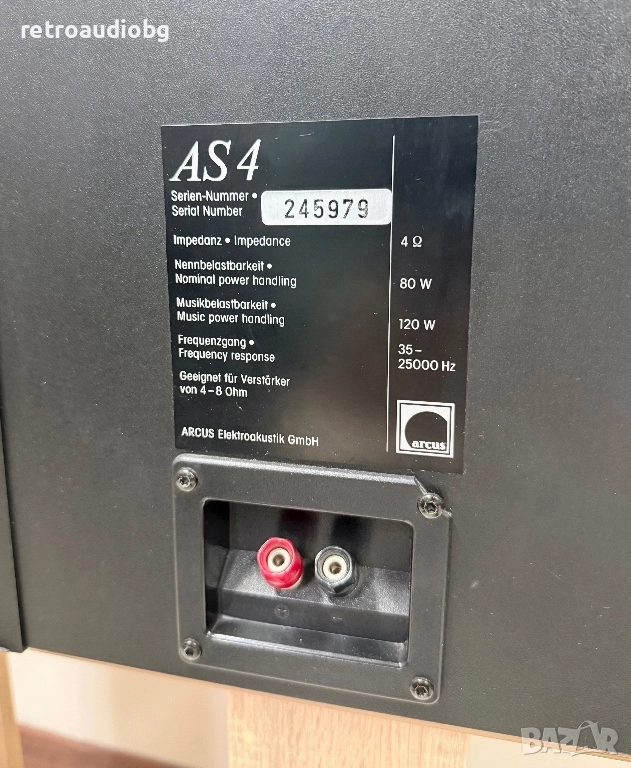 retroaudiobg
AS 4
Serien-Nummer •
Serial Number 245979
Impedanz • Impedance 4 Ω
Nennbelastbarkeit •
Nominal power handling 80 W
Musikbelastbarkeit •
Music power handling 120 W
Frequenzgang • 35–
Frequency response 25000 Hz
Geeignet für Verstärker
von 4–8 Ohm
ARCUS Elektroakustik GmbH
arcus
+ −
BAZAR